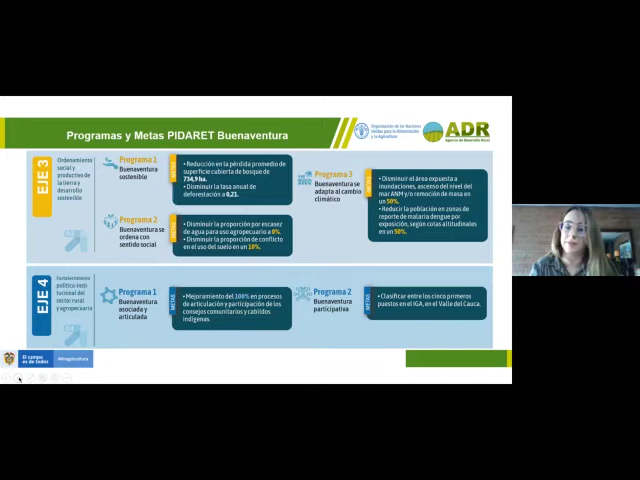 Programas y Metas PIDARET Buenaventura
Organización de las Naciones
Unidas para la Alimentación
y la Agricultura
ADR
Agencia de Desarrollo Rural
EJE 3
Ordenamiento
social y
productivo de
la tierra y
desarrollo
sostenible
Programa 1
Buenaventura
sostenible
METAS
• Reducción en la pérdida promedio de
superficie cubierta de bosque de
734,9 ha.
• Disminuir la tasa anual de
deforestación a 0,21.
Programa 2
Buenaventura se
ordena con
sentido social
METAS
• Disminuir la proporción por escasez
de agua para uso agropecuario a 0%.
• Disminuir la proporción de conflicto
en el uso del suelo en un 10%.
Programa 3
Buenaventura se
adapta al cambio
climático
METAS
• Disminuir el área expuesta a
inundaciones, ascenso del nivel del
mar ANM y/o remoción de masa en
un 50%.
• Reducir la población en zonas de
reporte de malaria dengue por
exposición, según cotas altitudinales
en un 50%.
EJE 4
Fortalecimiento
político-insti
tucional del
sector rural
y agropecuario
Programa 1
Buenaventura
asociada y
articulada
METAS
• Mejoramiento del 100% en procesos
de articulación y participación de los
consejos comunitarios y cabildos
indígenas.
Programa 2
Buenaventura
participativa
METAS
• Clasificar entre los cinco primeros
puestos en el IGA, en el Valle del Cauca.
El campo
es de todos
Minagricultura